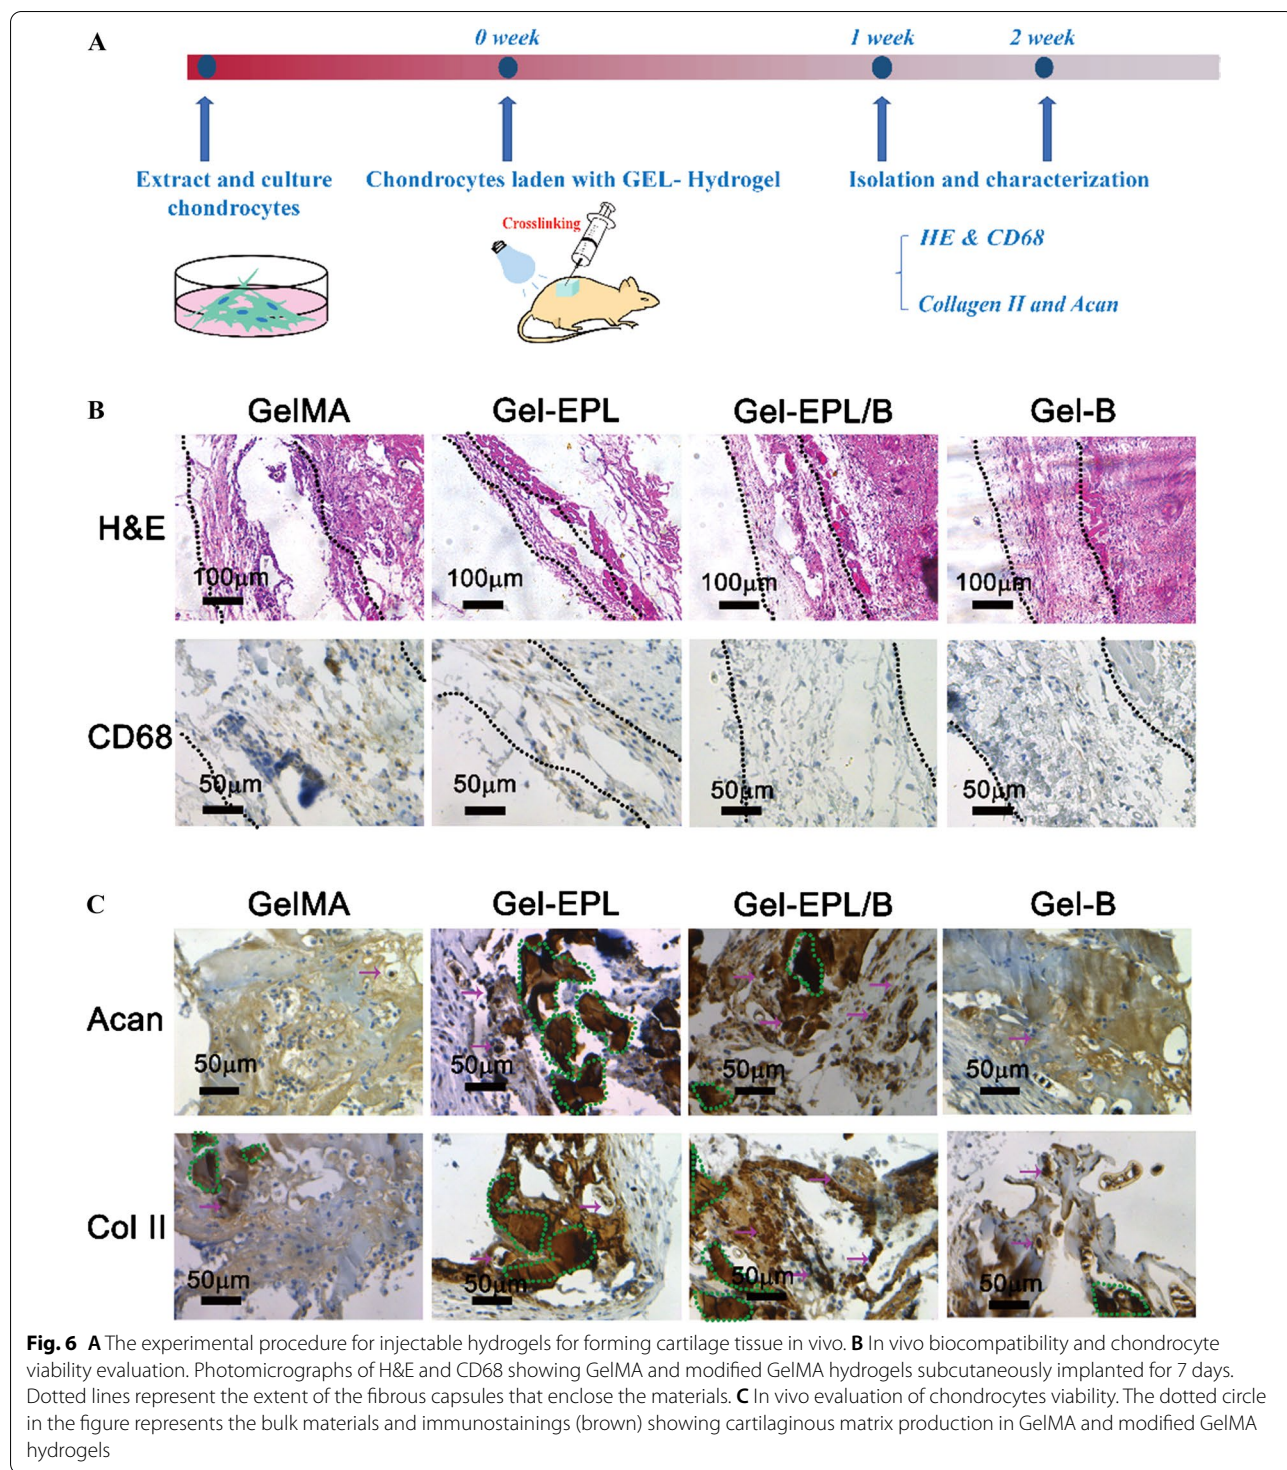 A
0 week
1 week
2 week
Extract and culture
chondrocytes
Chondrocytes laden with GEL- Hydrogel
Isolation and characterization
Crosslinking
HE & CD68
Collagen II and Acan
B
GelMA
Gel-EPL
Gel-EPL/B
Gel-B
H&E
100μm
100μm
100μm
100μm
CD68
50μm
50μm
50μm
50μm
C
GelMA
Gel-EPL
Gel-EPL/B
Gel-B
Acan
50μm
50μm
50μm
50μm
Col II
50μm
50μm
50μm
50μm
Fig. 6 A The experimental procedure for injectable hydrogels for forming cartilage tissue in vivo. B In vivo biocompatibility and chondrocyte
viability evaluation. Photomicrographs of H&E and CD68 showing GelMA and modified GelMA hydrogels subcutaneously implanted for 7 days.
Dotted lines represent the extent of the fibrous capsules that enclose the materials. C In vivo evaluation of chondrocytes viability. The dotted circle
in the figure represents the bulk materials and immunostainings (brown) showing cartilaginous matrix production in GelMA and modified GelMA
hydrogels